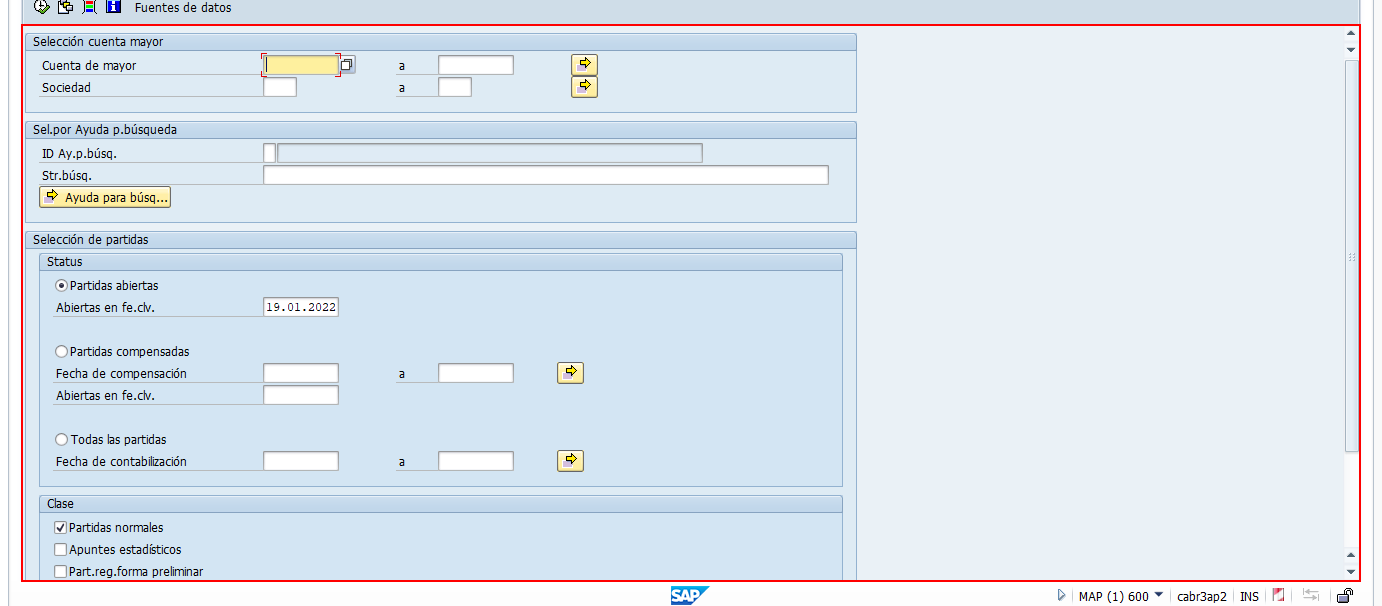 Fuentes de datos
Selección cuenta mayor
Cuenta de mayor a
Sociedad a
Sel.por Ayuda p.búsqueda
ID Ay.p.búsq.
Str.búsq.
Ayuda para búsq...
Selección de partidas
Status
Partidas abiertas
Abiertas en fe.clv. 19.01.2022
Partidas compensadas
Fecha de compensación a
Abiertas en fe.clv.
Todas las partidas
Fecha de contabilización a
Clase
Partidas normales
Apuntes estadísticos
Part.reg.forma preliminar
SAP MAP (1) 600 cabr3ap2 INS